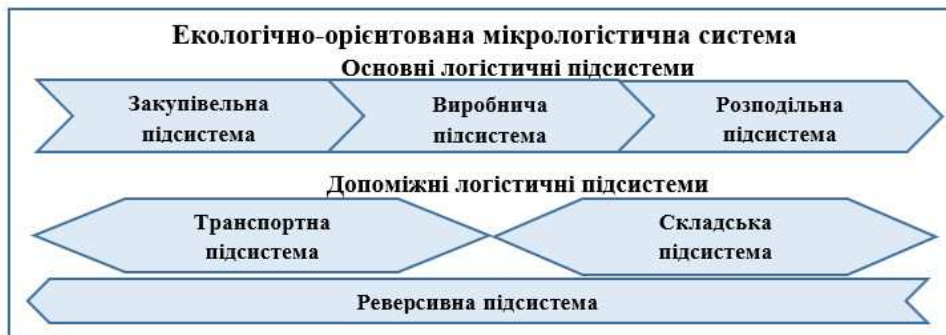 Екологічно-орієнтована мікрологістична система
Основні логістичні підсистеми
Закупівельна
підсистема
Виробнича
підсистема
Розподільна
підсистема
Допоміжні логістичні підсистеми
Транспортна
підсистема
Складська
підсистема
Реверсивна підсистема